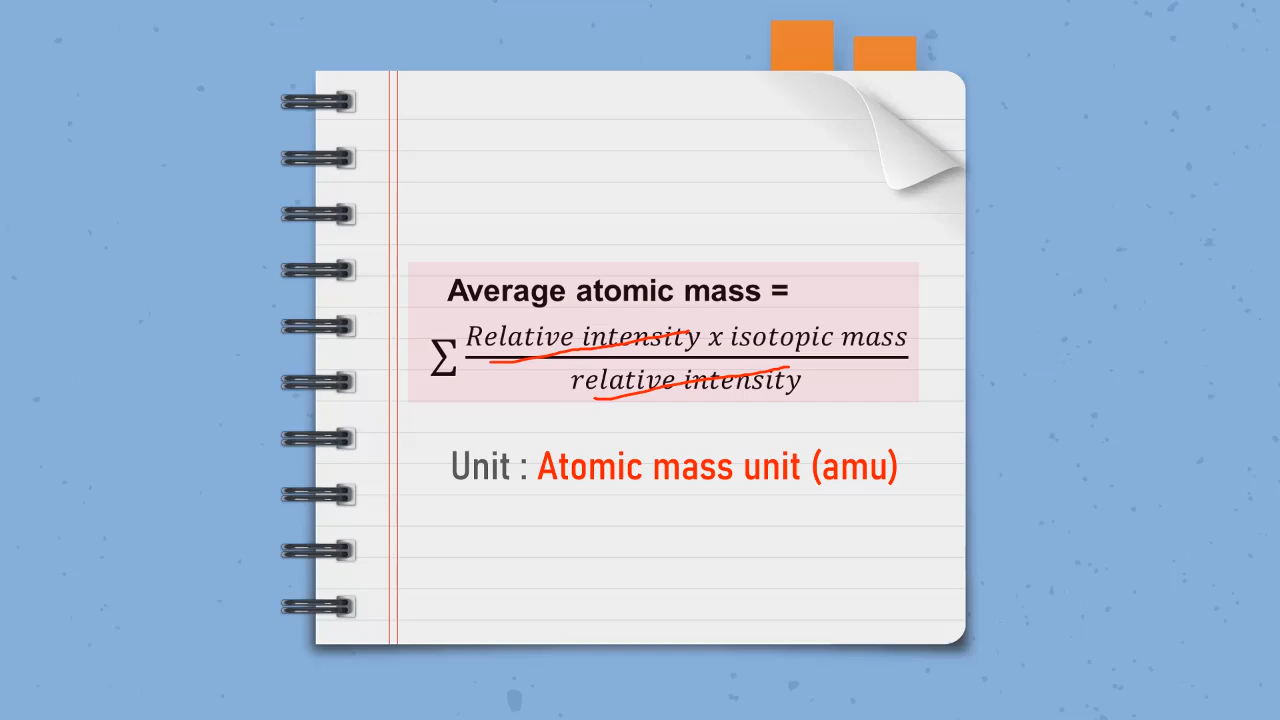 Average atomic mass =
∑ Relative intensity x isotopic mass
relative intensity
Unit : Atomic mass unit (amu)